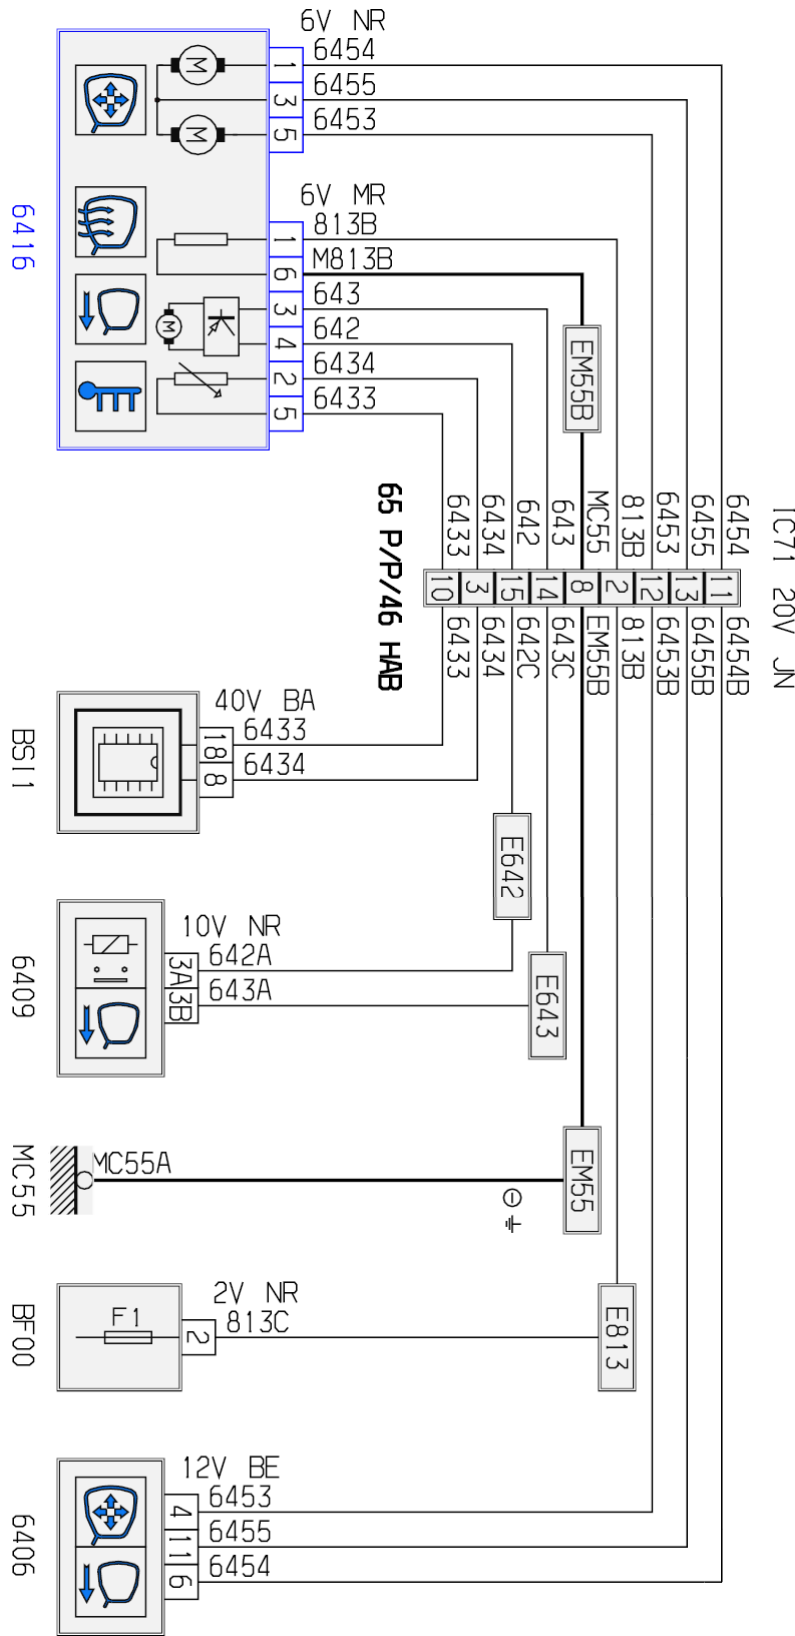 6V NR
6454
1
6455
3
6453
5
M
M
6V MR
813B
1
M813B
6
643
3
642
4
6434
2
6433
5
M
6416
EM55B
65 P/P/46 HAB
6433
6434
642
643
MC55
813B
6453
6455
6454
IC71 20V JN
10
3
15
14
8
2
12
13
11
6433
6434
642C
643C
EM55B
813B
6453B
6455B
6454B
40V BA
6433
18
6434
8
BSI1
E642
10V NR
642A
3A
643A
3B
6409
E643
MC55A
MC55
EM55
2V NR
813C
F1
2
BF00
E813
12V BE
6453
4
6455
11
6454
6
6406